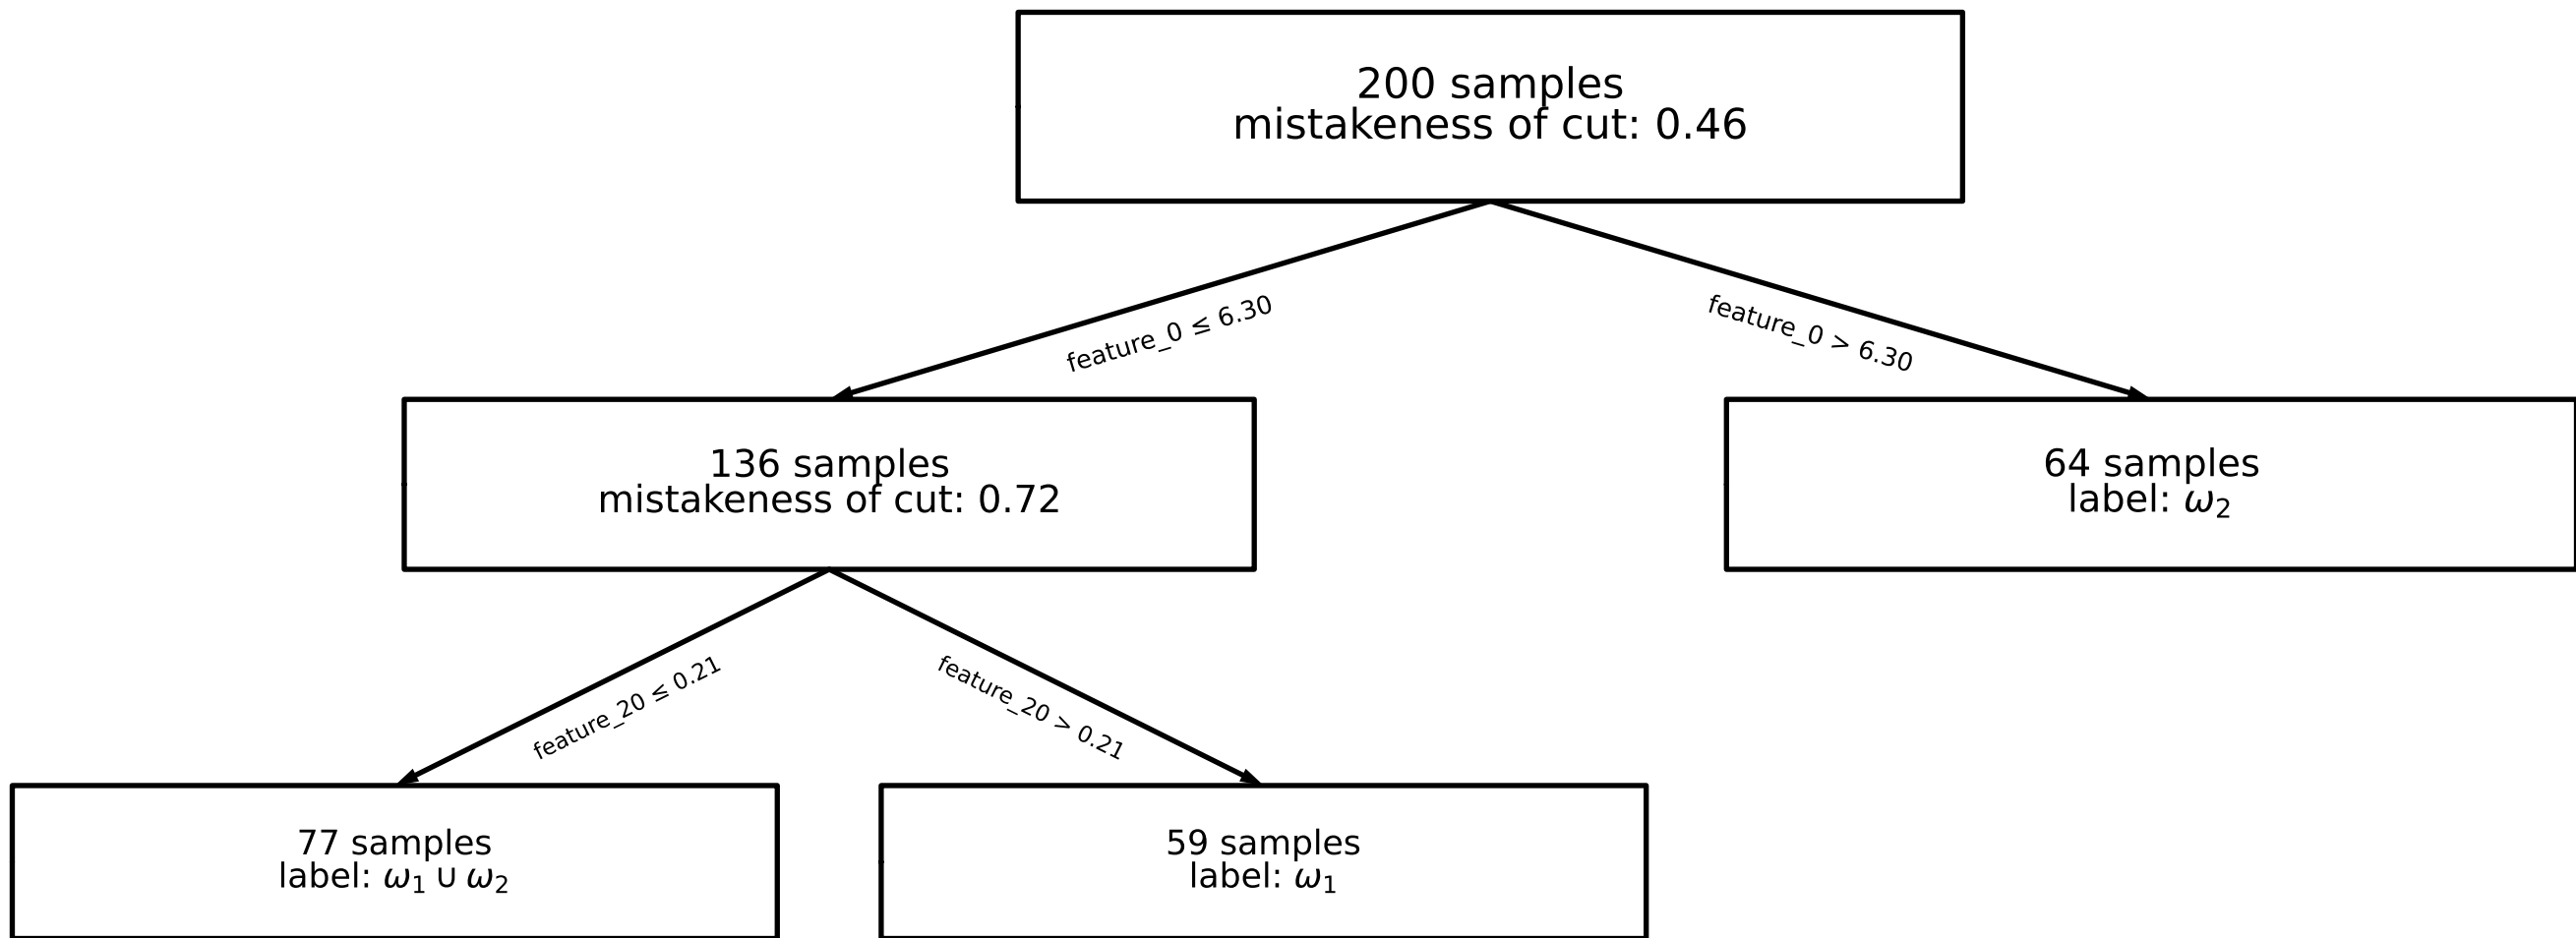 200 samples
mistakeness of cut: 0.46
feature_0 ≤ 6.30
feature_0 > 6.30
136 samples
mistakeness of cut: 0.72
64 samples
label: ω₂
feature_20 ≤ 0.21
feature_20 > 0.21
77 samples
label: ω₁ ∪ ω₂
59 samples
label: ω₁